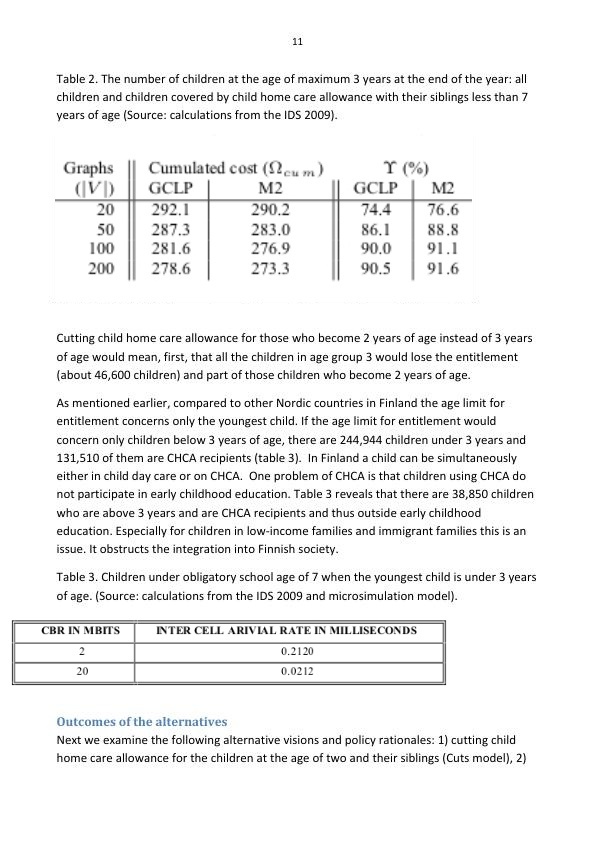 11
Table 2. The number of children at the age of maximum 3 years at the end of the year: all
children and children covered by child home care allowance with their siblings less than 7
years of age (Source: calculations from the IDS 2009).
Graphs Cumulated cost (Ω_cum) ϒ (%)
(|V|) GCLP M2 GCLP M2
20 292.1 290.2 74.4 76.6
50 287.3 283.0 86.1 88.8
100 281.6 276.9 90.0 91.1
200 278.6 273.3 90.5 91.6
Cutting child home care allowance for those who become 2 years of age instead of 3 years
of age would mean, first, that all the children in age group 3 would lose the entitlement
(about 46,600 children) and part of those children who become 2 years of age.
As mentioned earlier, compared to other Nordic countries in Finland the age limit for
entitlement concerns only the youngest child. If the age limit for entitlement would
concern only children below 3 years of age, there are 244,944 children under 3 years and
131,510 of them are CHCA recipients (table 3). In Finland a child can be simultaneously
either in child day care or on CHCA. One problem of CHCA is that children using CHCA do
not participate in early childhood education. Table 3 reveals that there are 38,850 children
who are above 3 years and are CHCA recipients and thus outside early childhood
education. Especially for children in low-income families and immigrant families this is an
issue. It obstructs the integration into Finnish society.
Table 3. Children under obligatory school age of 7 when the youngest child is under 3 years
of age. (Source: calculations from the IDS 2009 and microsimulation model).
CBR IN MBITS INTER CELL ARIVIAL RATE IN MILLISECONDS
2 0.2120
20 0.0212
Outcomes of the alternatives
Next we examine the following alternative visions and policy rationales: 1) cutting child
home care allowance for the children at the age of two and their siblings (Cuts model), 2)